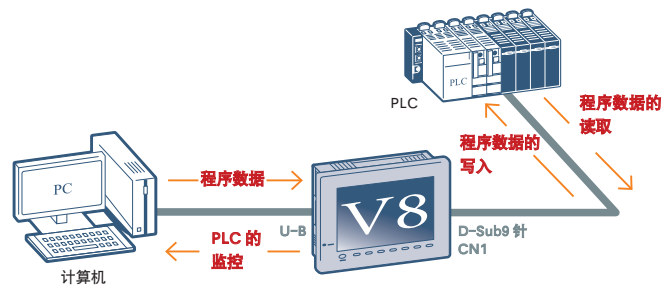 PLC
PLC
程序数据的
读取
程序数据的
写入
PC
程序数据
V8
U-B
D-Sub9 针
CN1
PLC 的
监控
计算机